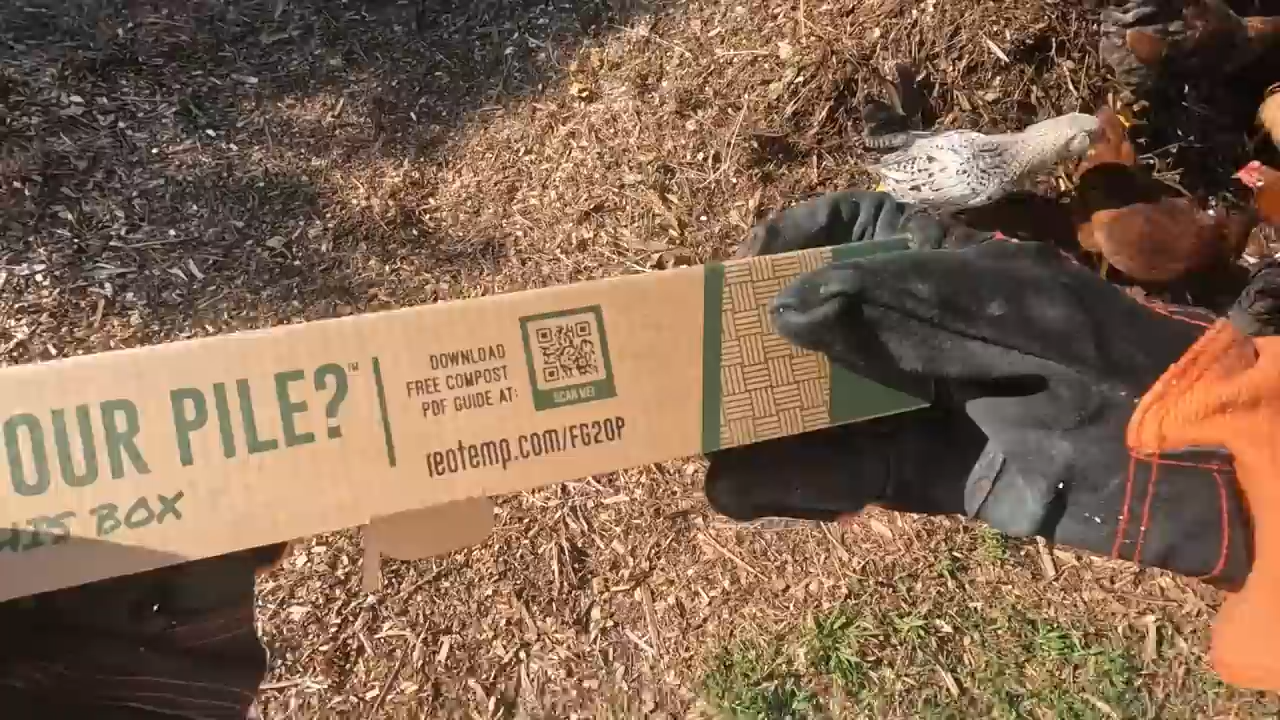 OUR PILE?™
BOX
DOWNLOAD
FREE COMPOST
PDF GUIDE AT:
SCAN ME!
reotemp.com/FG20P